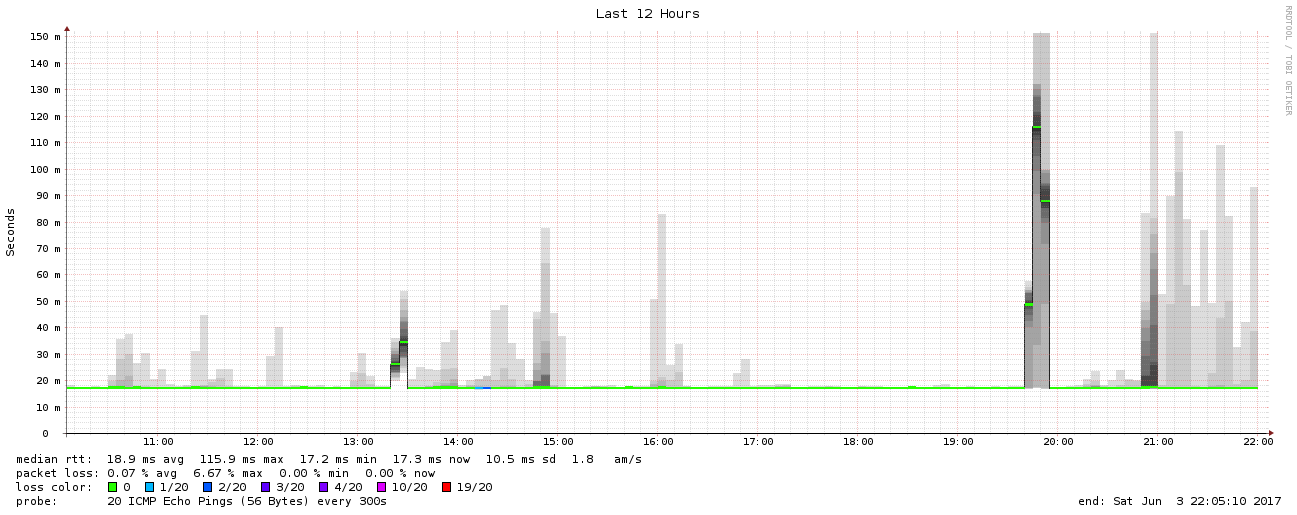 Last 12 Hours
RRDTOOL / TOBI OETIKER
Seconds
150 m
140 m
130 m
120 m
110 m
100 m
90 m
80 m
70 m
60 m
50 m
40 m
30 m
20 m
10 m
0
11:00 12:00 13:00 14:00 15:00 16:00 17:00 18:00 19:00 20:00 21:00 22:00
median rtt: 18.9 ms avg 115.9 ms max 17.2 ms min 17.3 ms now 10.5 ms sd 1.8 am/s
packet loss: 0.07 % avg 6.67 % max 0.00 % min 0.00 % now
loss color: 0 1/20 2/20 3/20 4/20 10/20 19/20
probe: 20 ICMP Echo Pings (56 Bytes) every 300s end: Sat Jun 3 22:05:10 2017